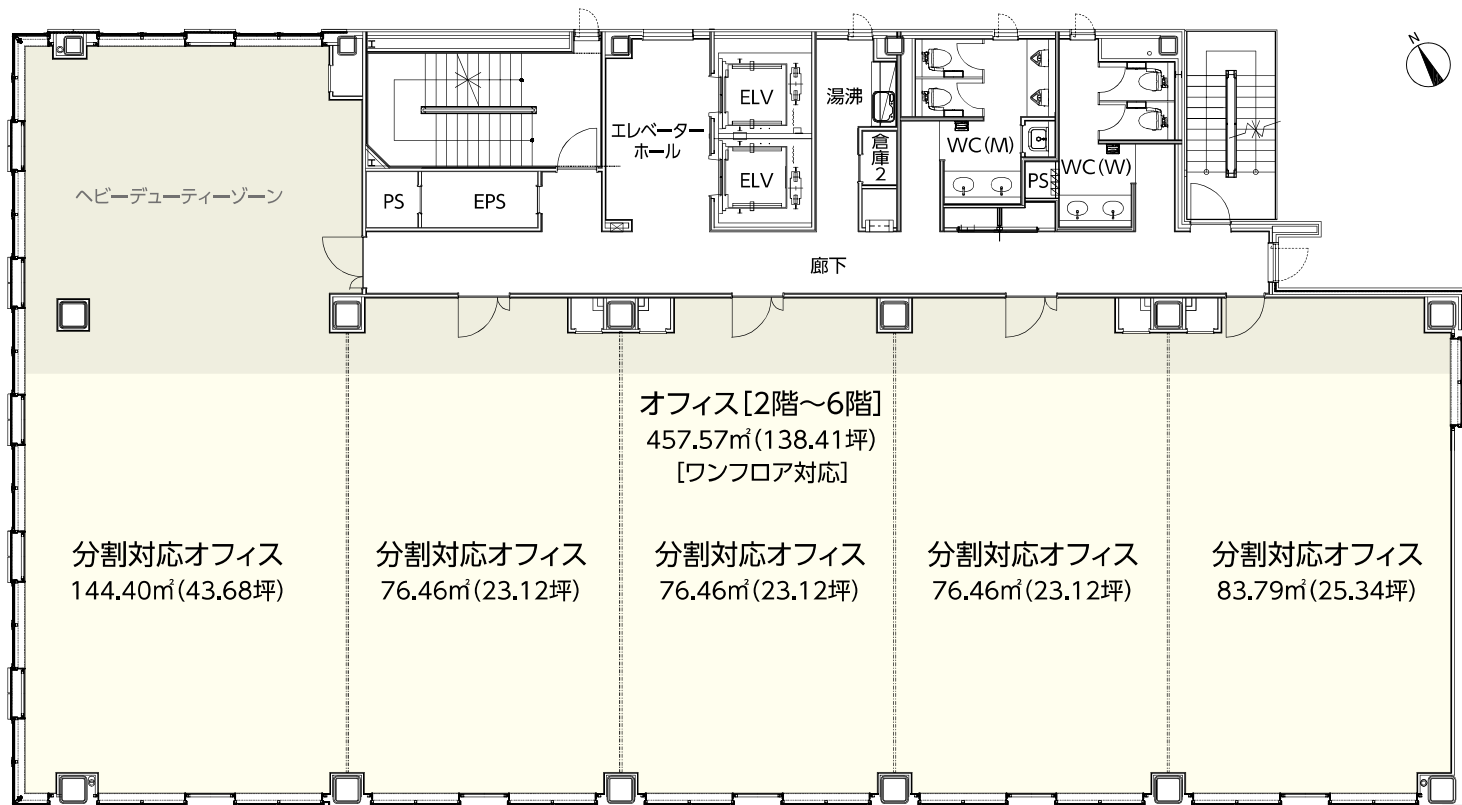 N
ELV
湯沸
エレベーター
ホール
倉庫2
WC(M)
WC(W)
ELV
PS
ヘビーデューティーゾーン
PS
EPS
廊下
オフィス[2階～6階]
457.57㎡(138.41坪)
[ワンフロア対応]
分割対応オフィス
144.40㎡(43.68坪)
分割対応オフィス
76.46㎡(23.12坪)
分割対応オフィス
76.46㎡(23.12坪)
分割対応オフィス
76.46㎡(23.12坪)
分割対応オフィス
83.79㎡(25.34坪)